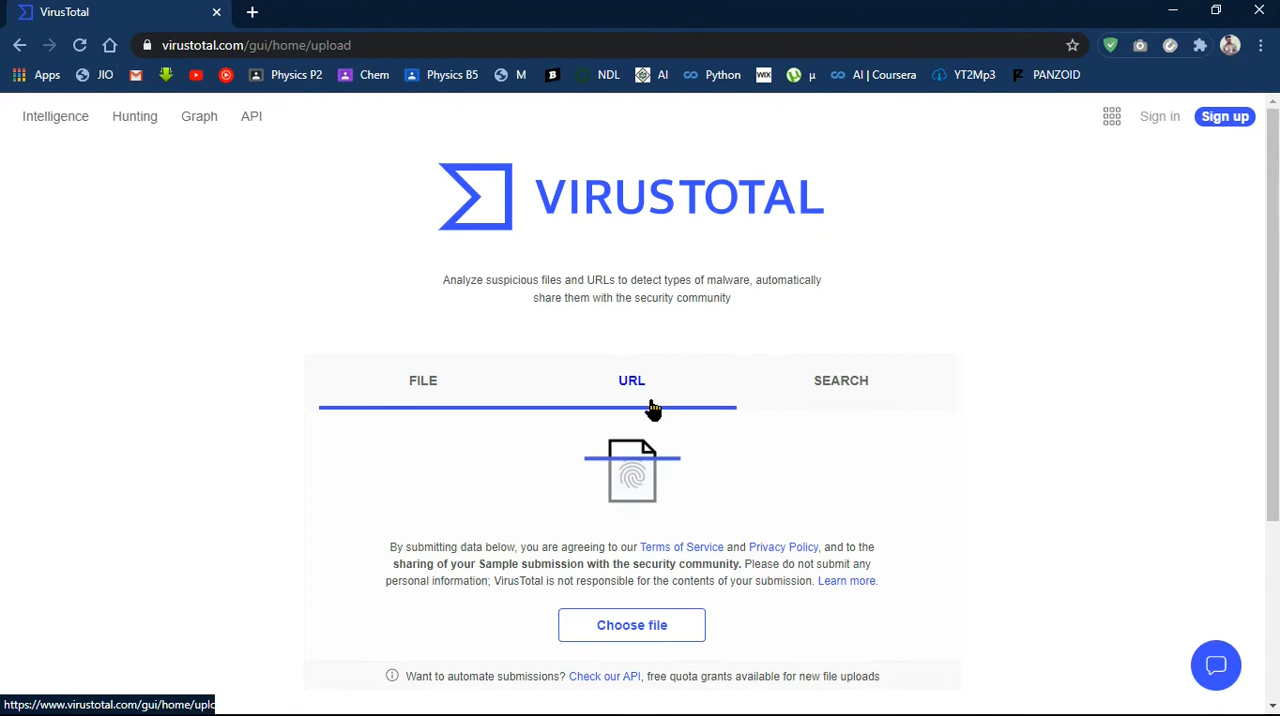 VirusTotal
virustotal.com/gui/home/upload
Apps JIO Physics P2 Chem Physics B5 M NDL AI Python WIX µ AI | Coursera YT2Mp3 PANZOID
Intelligence Hunting Graph API Sign in Sign up
VIRUSTOTAL
Analyze suspicious files and URLs to detect types of malware, automatically
share them with the security community
FILE URL SEARCH
By submitting data below, you are agreeing to our Terms of Service and Privacy Policy, and to the
sharing of your Sample submission with the security community. Please do not submit any
personal information; VirusTotal is not responsible for the contents of your submission. Learn more.
Choose file
Want to automate submissions? Check our API, free quota grants available for new file uploads
https://www.virustotal.com/gui/home/uplo